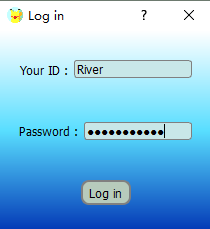 Log in
Your ID : River
Password : ●●●●●●●●●●●
Log in